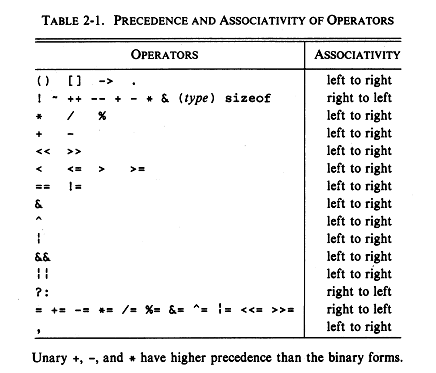 TABLE 2-1. PRECEDENCE AND ASSOCIATIVITY OF OPERATORS
OPERATORS ASSOCIATIVITY
() [] -> . left to right
! ~ ++ -- + - * & (type) sizeof right to left
* / % left to right
+ - left to right
<< >> left to right
< <= > >= left to right
== != left to right
& left to right
^ left to right
| left to right
&& left to right
|| left to right
?: right to left
= += -= *= /= %= &= ^= |= <<= >>= right to left
, left to right
Unary +, -, and * have higher precedence than the binary forms.